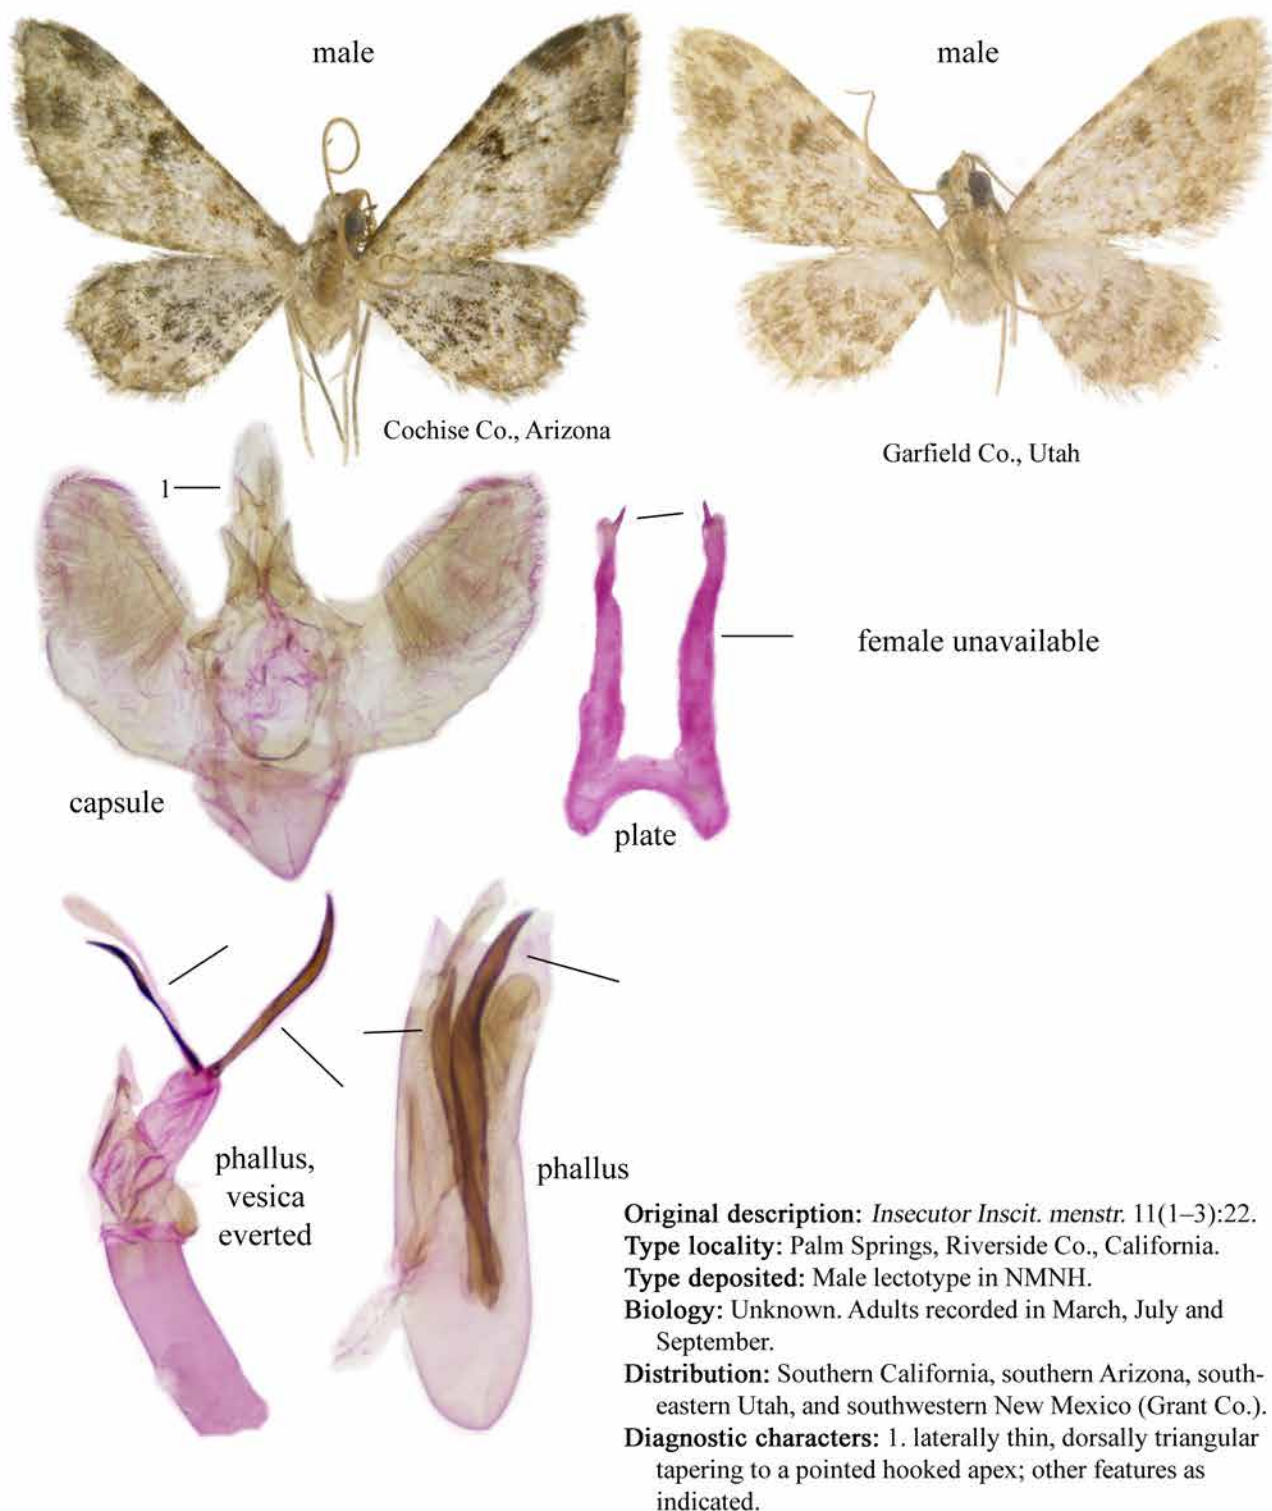 male
male
Cochise Co., Arizona
Garfield Co., Utah
1
female unavailable
capsule
plate
phallus,
vesica
everted
phallus
Original description: Insecutor Inscit. menstr. 11(1–3):22.
Type locality: Palm Springs, Riverside Co., California.
Type deposited: Male lectotype in NMNH.
Biology: Unknown. Adults recorded in March, July and
September.
Distribution: Southern California, southern Arizona, south-
eastern Utah, and southwestern New Mexico (Grant Co.).
Diagnostic characters: 1. laterally thin, dorsally triangular
tapering to a pointed hooked apex; other features as
indicated.